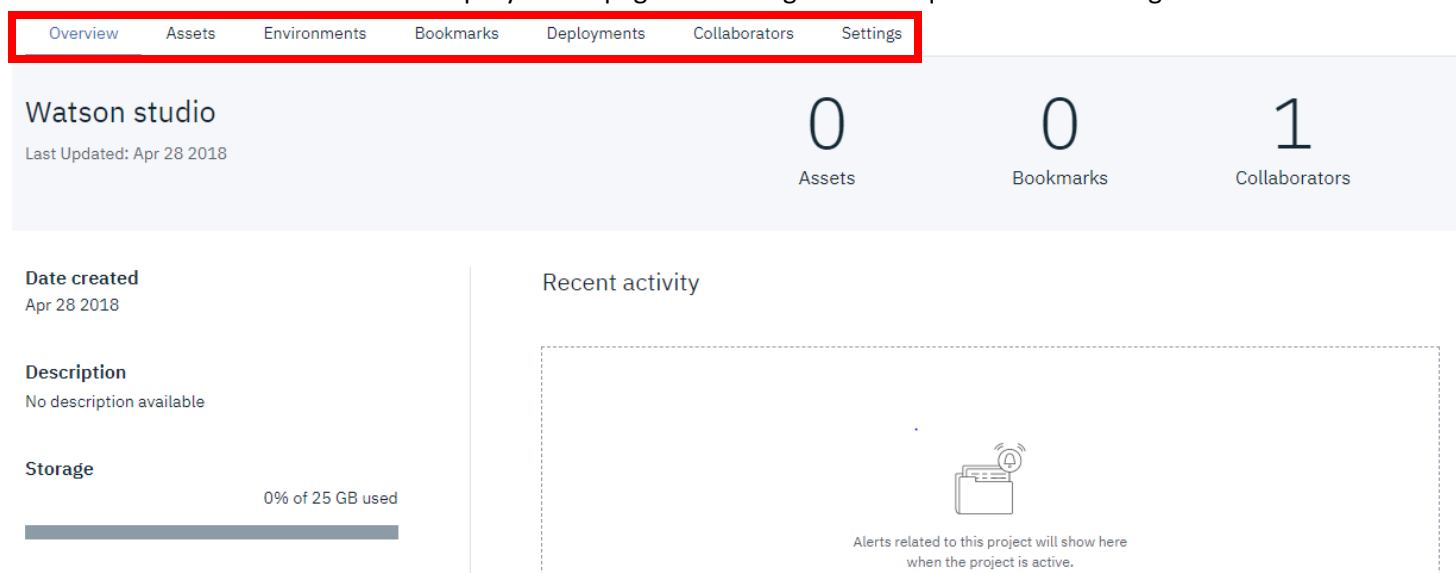 Overview Assets Environments Bookmarks Deployments Collaborators Settings
Watson studio
Last Updated: Apr 28 2018
0 0 1
Assets Bookmarks Collaborators
Date created
Apr 28 2018
Description
No description available
Storage
0% of 25 GB used
Recent activity
Alerts related to this project will show here
when the project is active.